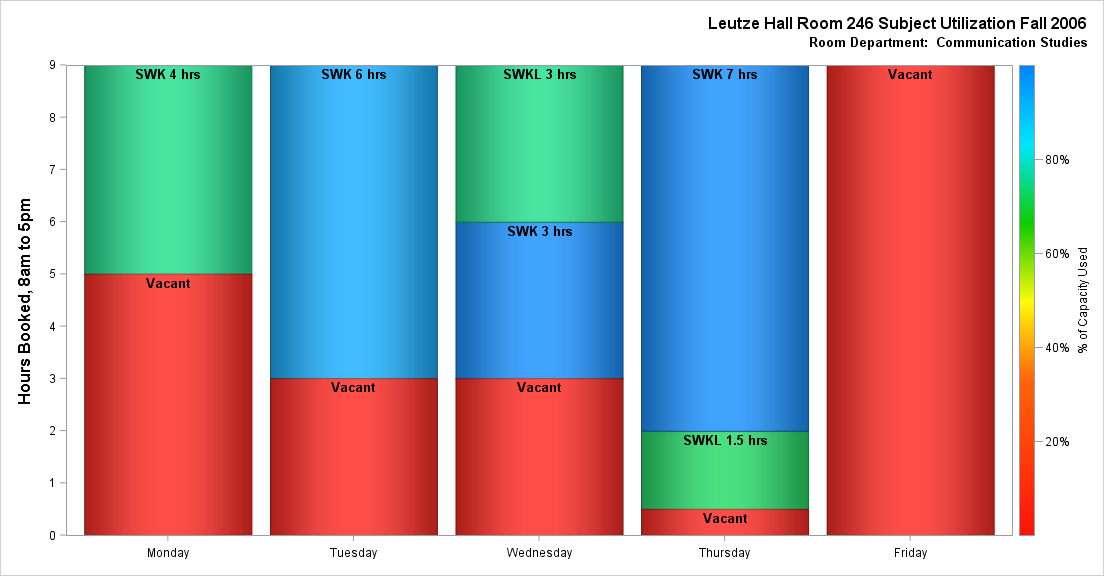 Leutze Hall Room 246 Subject Utilization Fall 2006
Room Department:  Communication Studies
Hours Booked, 8am to 5pm
9
8
7
6
5
4
3
2
1
0
SWK 4 hrs
Vacant
SWK 6 hrs
Vacant
SWKL 3 hrs
SWK 3 hrs
Vacant
SWK 7 hrs
SWKL 1.5 hrs
Vacant
Vacant
Monday
Tuesday
Wednesday
Thursday
Friday
80%
60%
40%
20%
% of Capacity Used